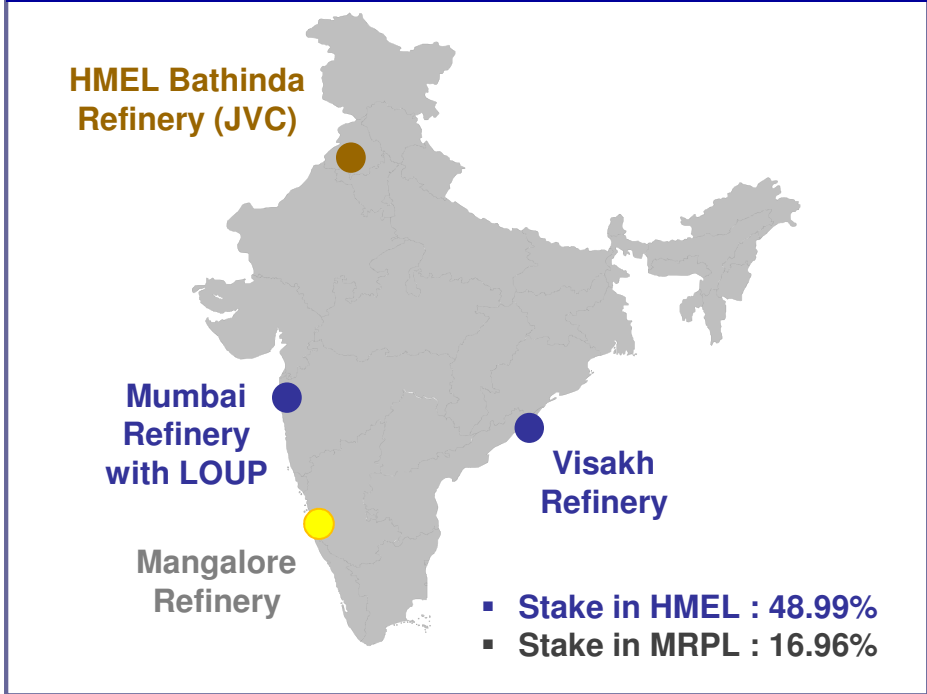 HMEL Bathinda
Refinery (JVC)
Mumbai
Refinery
with LOUP
Visakh
Refinery
Mangalore
Refinery
▪ Stake in HMEL : 48.99%
▪ Stake in MRPL : 16.96%